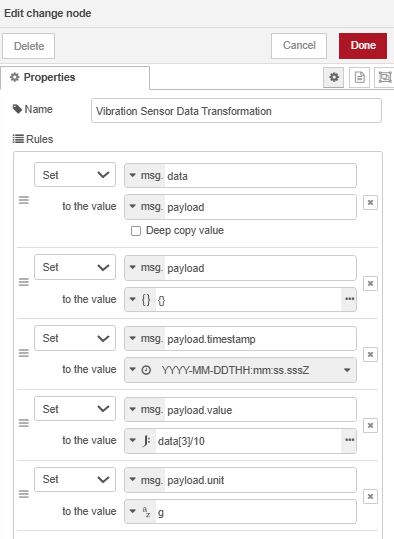 Edit change node
Delete
Cancel
Done
Properties
Name
Vibration Sensor Data Transformation
Rules
Set
msg. data
to the value
msg. payload
Deep copy value
Set
msg. payload
to the value
{} {}
Set
msg. payload.timestamp
to the value
YYYY-MM-DDTHH:mm:ss.sssZ
Set
msg. payload.value
to the value
J: data[3]/10
Set
msg. payload.unit
to the value
az g